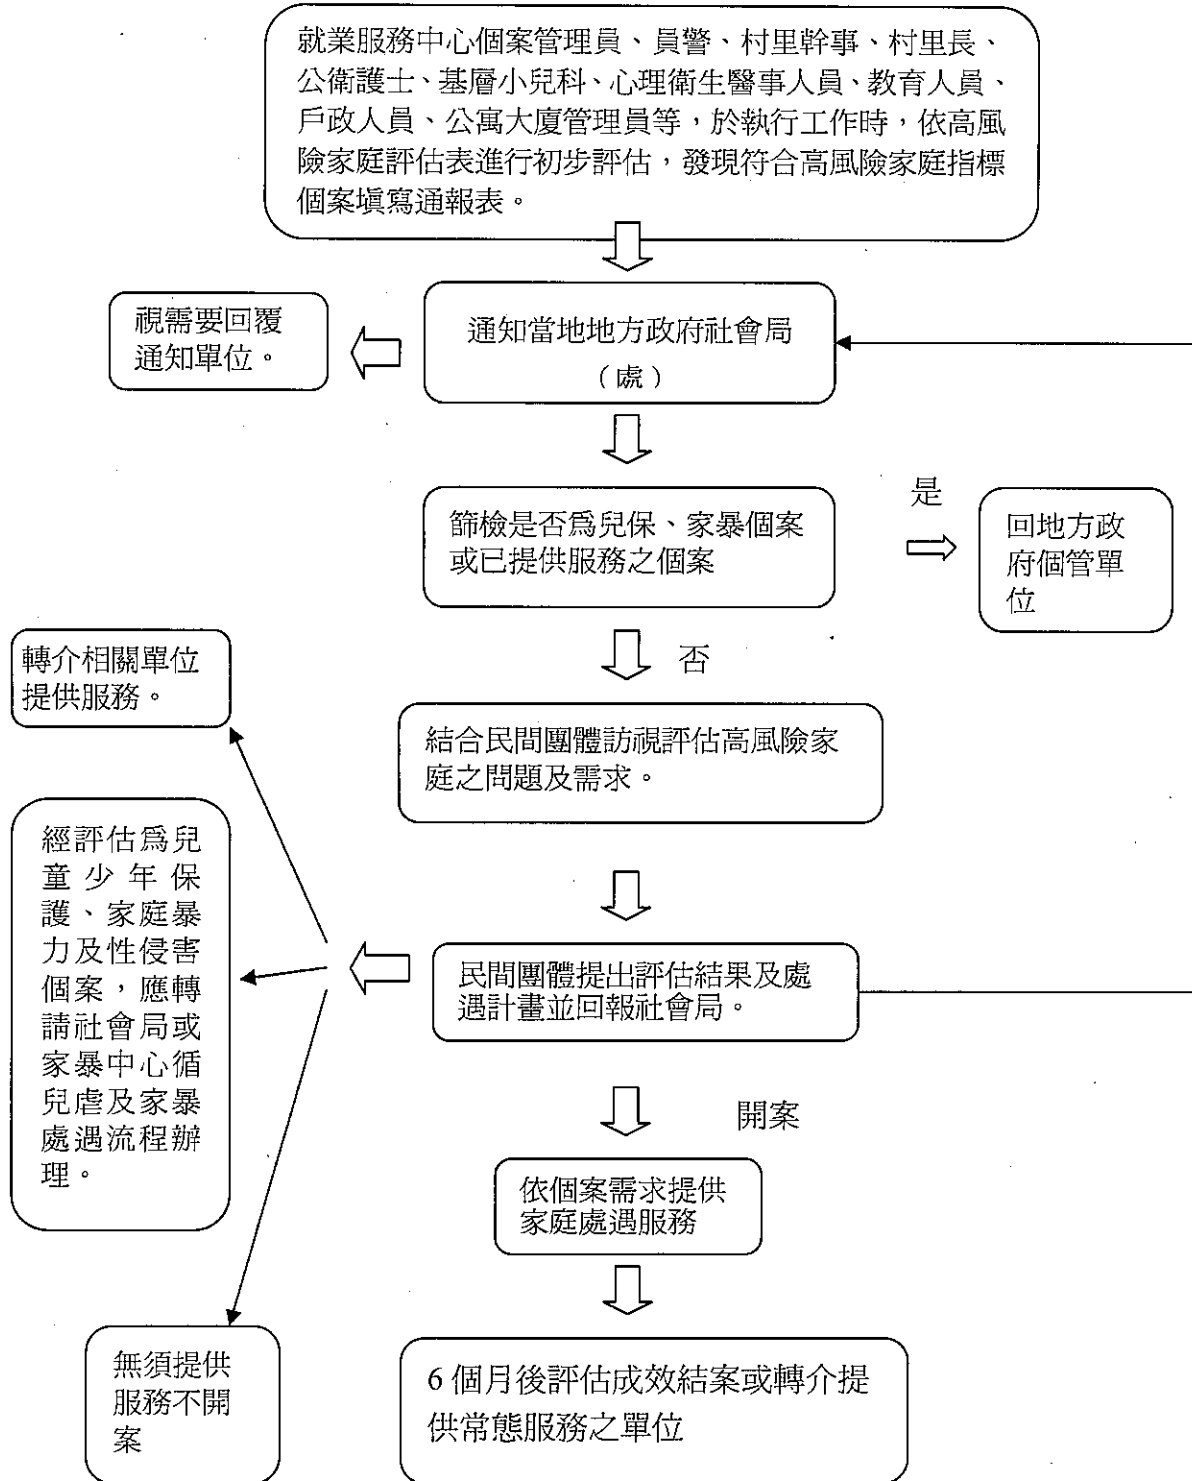 就業服務中心個案管理員、員警、村里幹事、村里長、
公衛護士、基層小兒科、心理衛生醫事人員、教育人員、
戶政人員、公寓大廈管理員等，於執行工作時，依高風
險家庭評估表進行初步評估，發現符合高風險家庭指標
個案填寫通報表。
視需要回覆
通知單位。
通知當地地方政府社會局
（處）
篩檢是否為兒保、家暴個案
或已提供服務之個案
是
回地方政
府個管單
位
否
轉介相關單位
提供服務。
結合民間團體訪視評估高風險家
庭之問題及需求。
經評估為兒
童少年保
護、家庭暴
力及性侵害
個案，應轉
請社會局或
家暴中心循
兒虐及家暴
處遇流程辦
理。
民間團體提出評估結果及處
遇計畫並回報社會局。
開案
依個案需求提供
家庭處遇服務
無須提供
服務不開
案
6 個月後評估成效結案或轉介提
供常態服務之單位